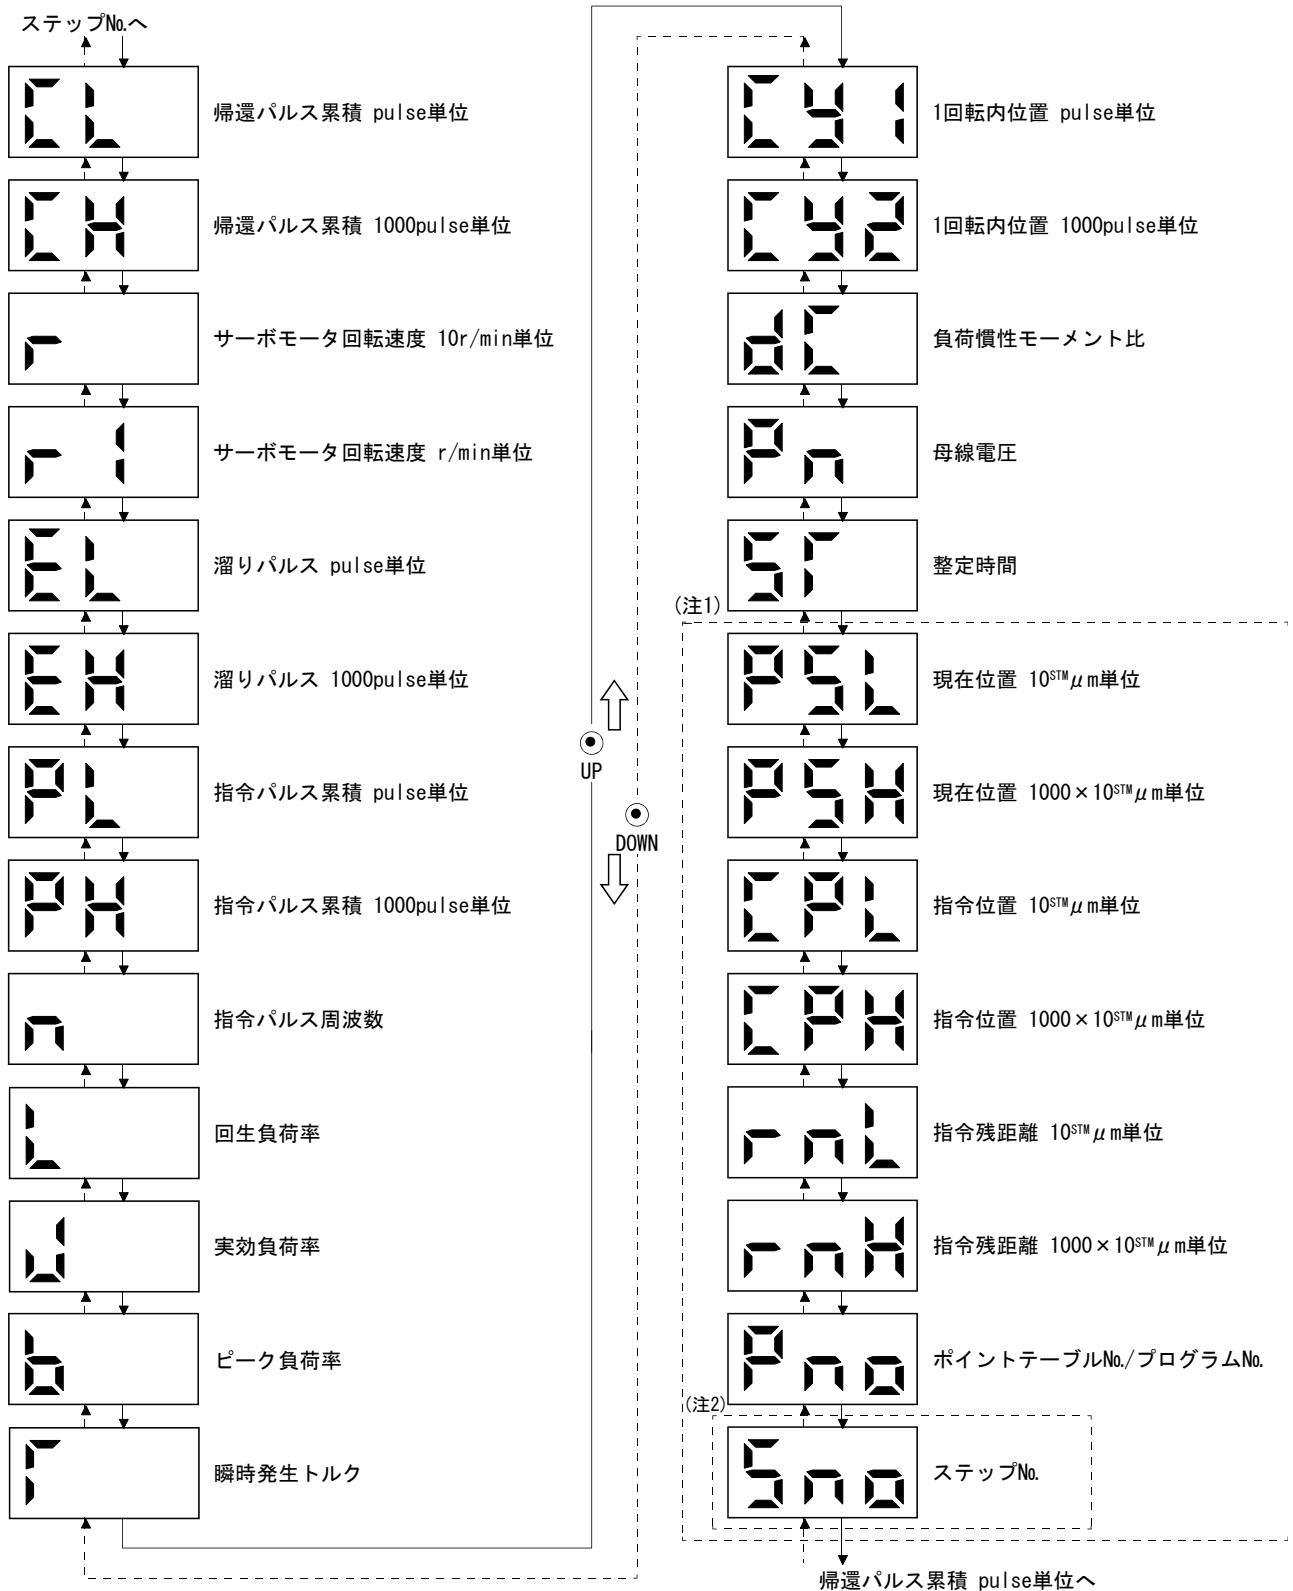 ステップNo.へ
CL
帰還パルス累積 pulse単位
CH
帰還パルス累積 1000pulse単位
r
サーボモータ回転速度 10r/min単位
r1
サーボモータ回転速度 r/min単位
EL
溜りパルス pulse単位
EH
溜りパルス 1000pulse単位
PL
指令パルス累積 pulse単位
PH
指令パルス累積 1000pulse単位
n
指令パルス周波数
L
回生負荷率
J
実効負荷率
b
ピーク負荷率
T
瞬時発生トルク
UP
DOWN
Cy1
1回転内位置 pulse単位
Cy2
1回転内位置 1000pulse単位
dC
負荷慣性モーメント比
Pn
母線電圧
ST
整定時間
(注1)
PSL
現在位置 10STMμm単位
PSH
現在位置 1000×10STMμm単位
CPL
指令位置 10STMμm単位
CPH
指令位置 1000×10STMμm単位
rnL
指令残距離 10STMμm単位
rnH
指令残距離 1000×10STMμm単位
Pno
ポイントテーブルNo./プログラムNo.
(注2)
Sno
ステップNo.
帰還パルス累積 pulse単位へ